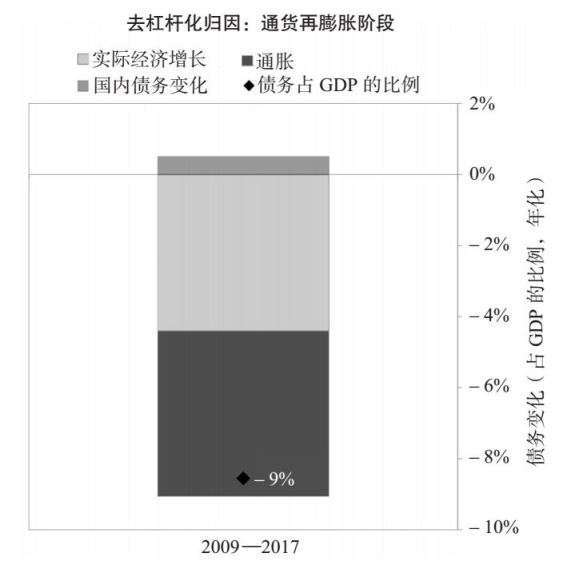 去杠杆化归因：通货再膨胀阶段
实际经济增长 通胀
国内债务变化 债务占 GDP 的比例
2%
0%
– 2%
– 4%
– 6%
– 8%
– 10%
– 9%
债务变化（占 GDP 的比例，年化）
2009—2017